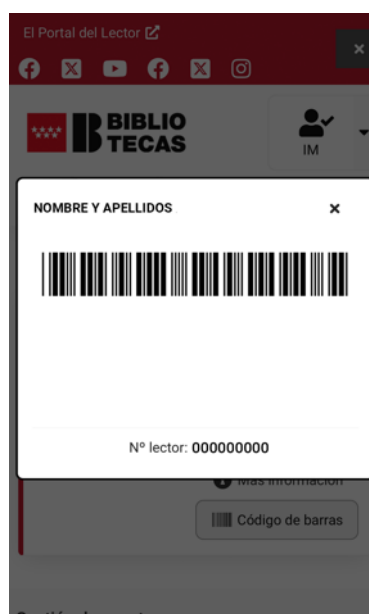 El Portal del Lector
BIBLIO
TECAS
IM
NOMBRE Y APELLIDOS
Nº lector: 000000000
Más información
Código de barras